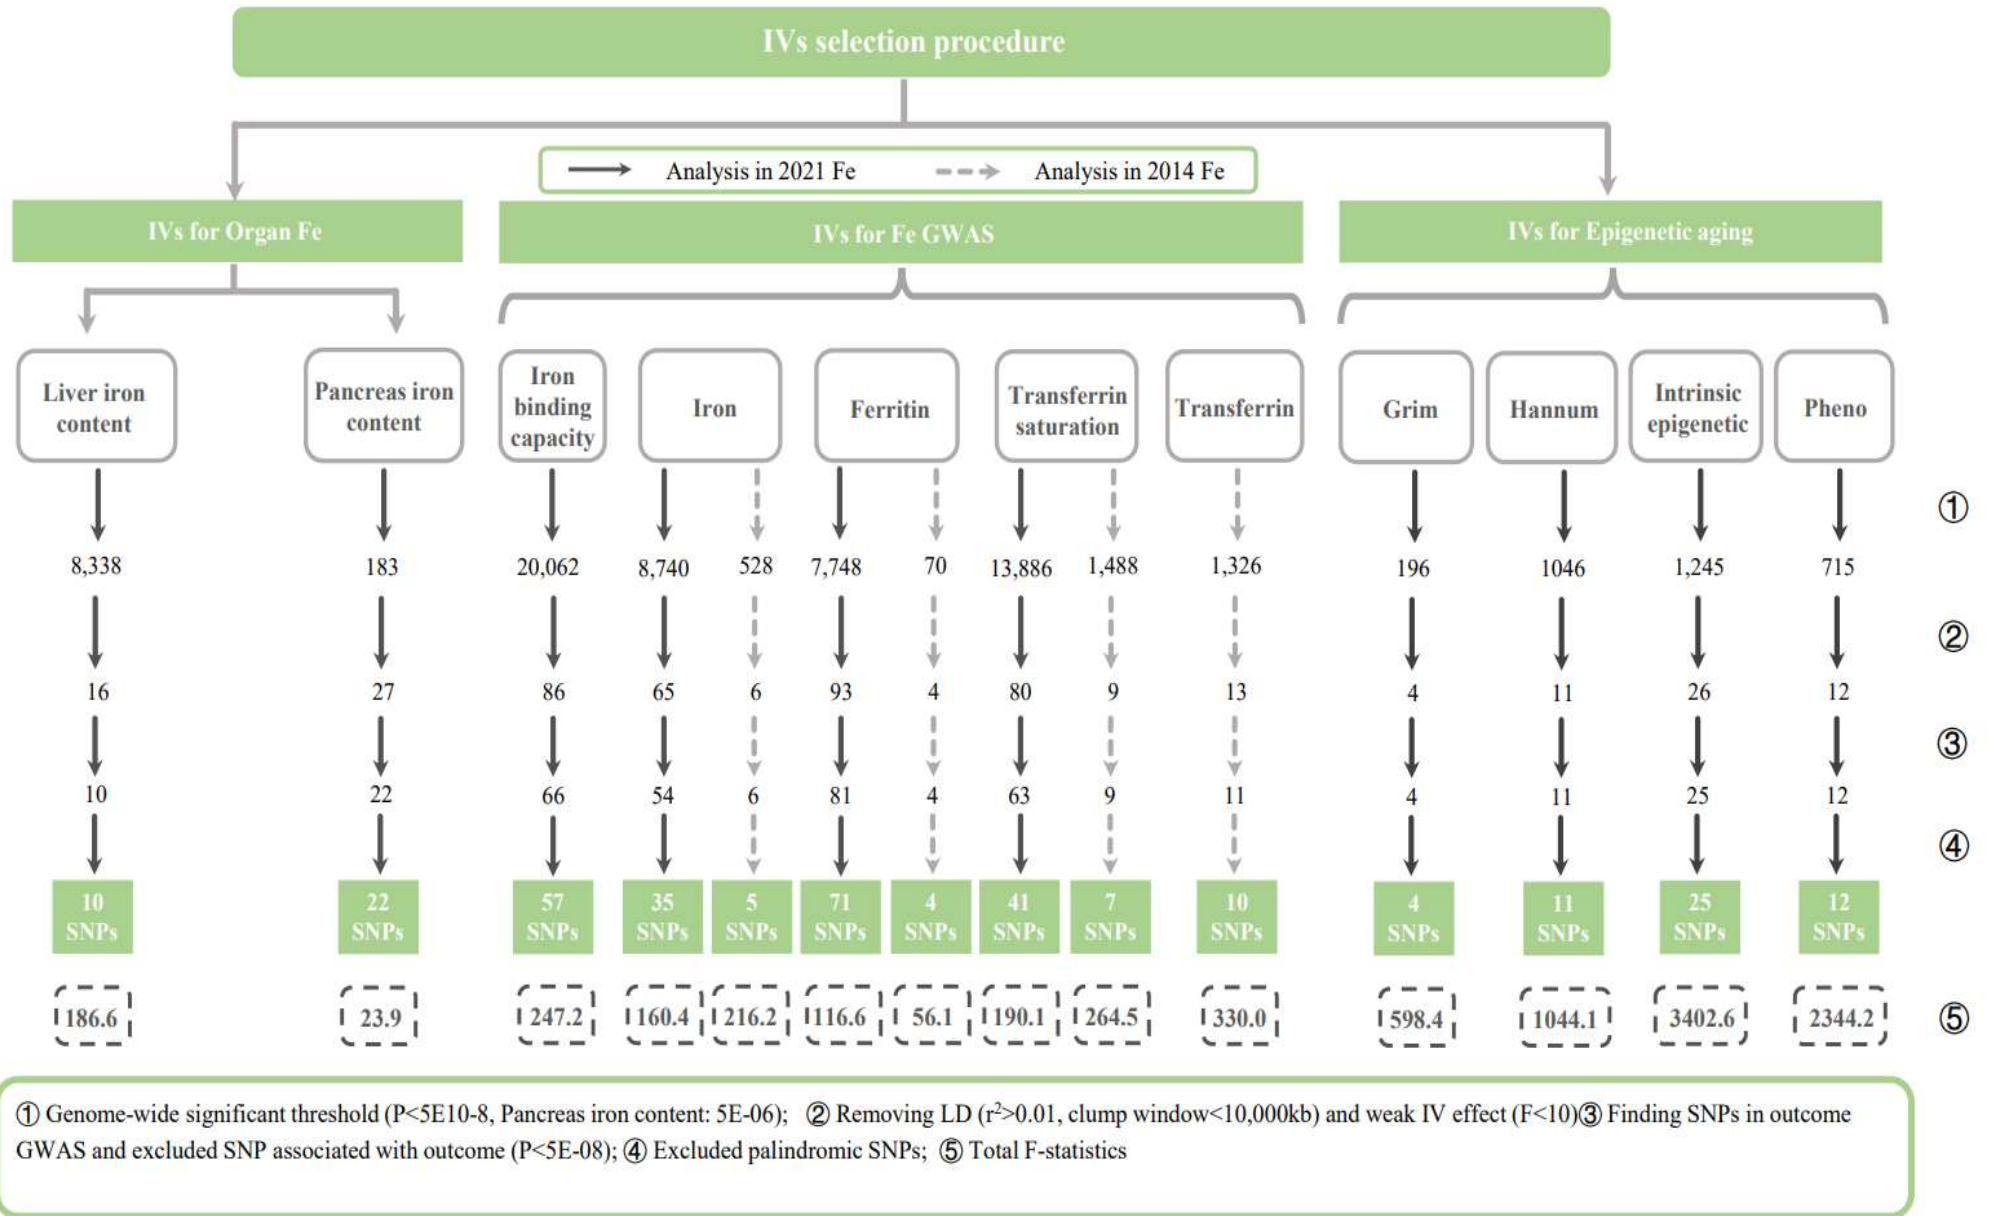 IVs selection procedure
Analysis in 2021 Fe
Analysis in 2014 Fe
IVs for Organ Fe
IVs for Fe GWAS
IVs for Epigenetic aging
Liver iron
content
Pancreas iron
content
Iron
binding
capacity
Iron
Ferritin
Transferrin
saturation
Transferrin
Grim
Hannum
Intrinsic
epigenetic
Pheno
①
8,338 183 20,062 8,740 528 7,748 70 13,886 1,488 1,326 196 1046 1,245 715
②
16 27 86 65 6 93 4 80 9 13 4 11 26 12
③
10 22 66 54 6 81 4 63 9 11 4 11 25 12
④
10 22 57 35 5 71 4 41 7 10 4 11 25 12
SNPs SNPs SNPs SNPs SNPs SNPs SNPs SNPs SNPs SNPs SNPs SNPs SNPs SNPs
186.6 23.9 247.2 160.4 216.2 116.6 56.1 190.1 264.5 330.0 598.4 1044.1 3402.6 2344.2 ⑤
① Genome-wide significant threshold (P<5E10-8, Pancreas iron content: 5E-06); ② Removing LD (r²>0.01, clump window<10,000kb) and weak IV effect (F<10)③ Finding SNPs in outcome
GWAS and excluded SNP associated with outcome (P<5E-08); ④ Excluded palindromic SNPs; ⑤ Total F-statistics